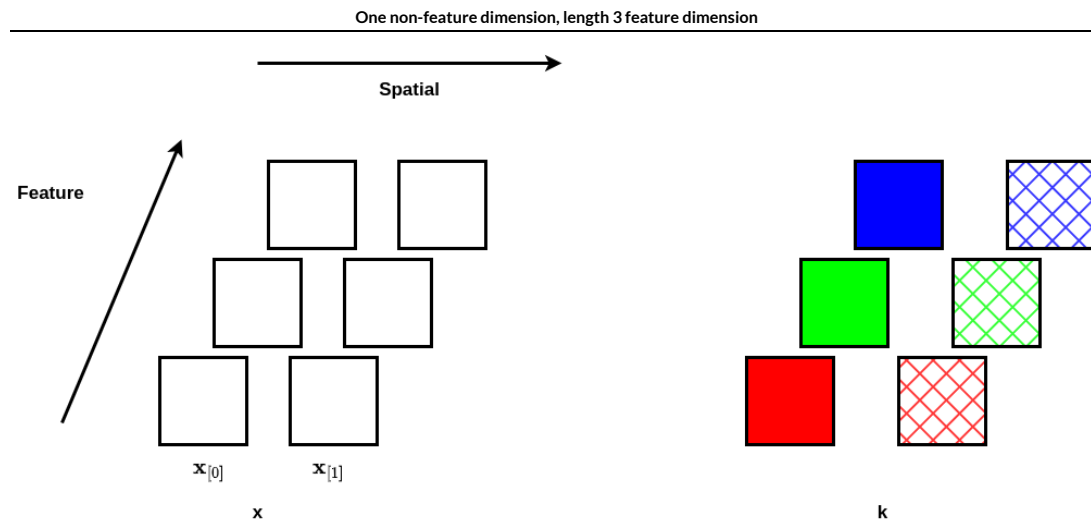 One non-feature dimension, length 3 feature dimension
Spatial
Feature
x[0] x[1]
x k